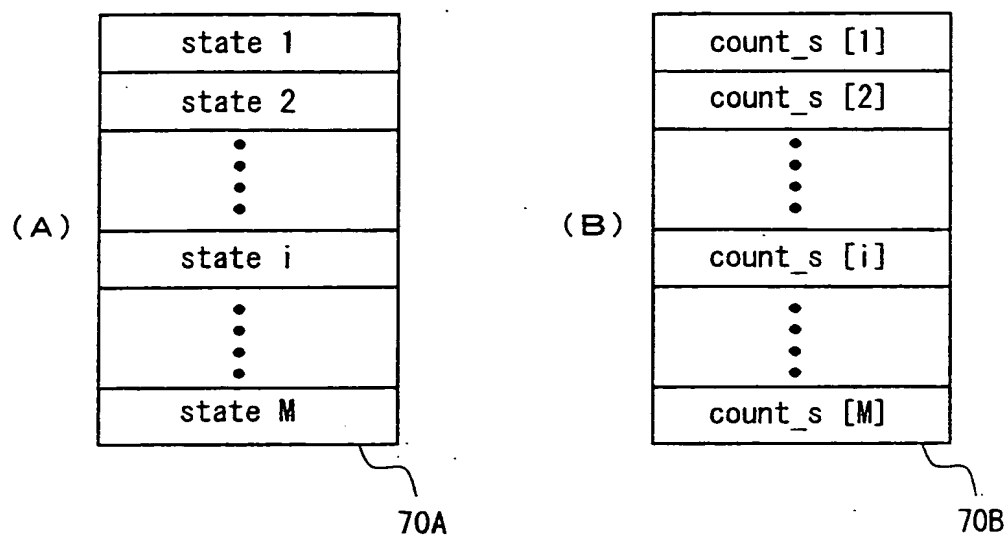 (A)
state 1
state 2
state i
state M
70A
(B)
count_s [1]
count_s [2]
count_s [i]
count_s [M]
70B